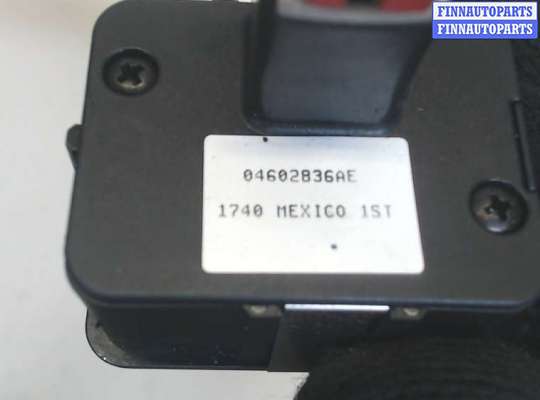 FINNAUTOPARTS
FINNAUTOPARTS
04602836AE
1740 MEXICO 1ST